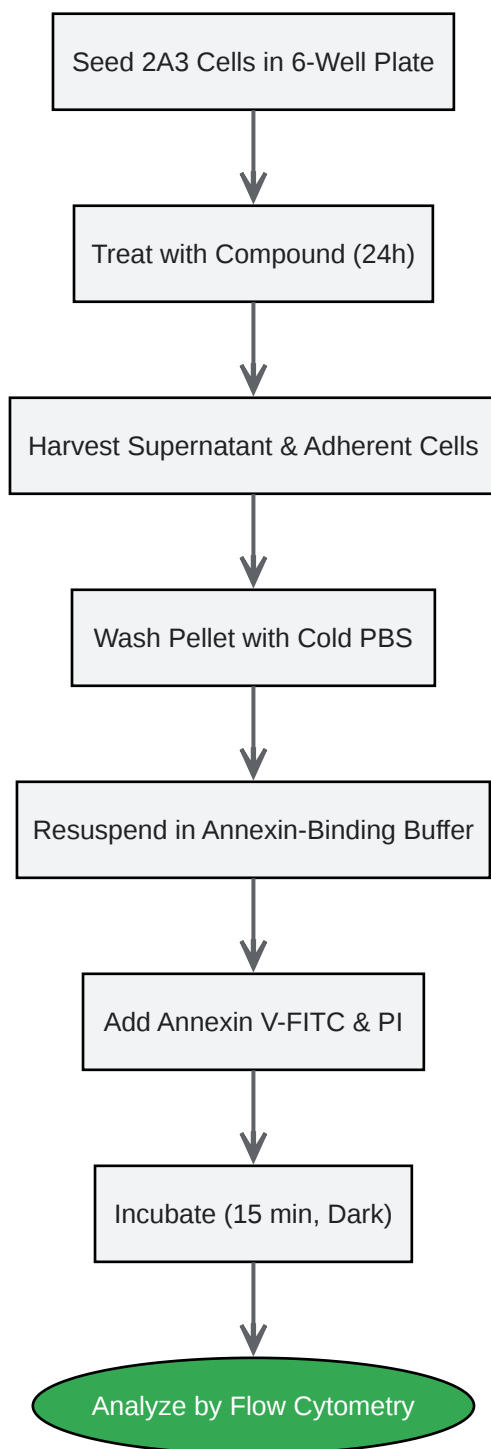 Seed 2A3 Cells in 6-Well Plate
Treat with Compound (24h)
Harvest Supernatant & Adherent Cells
Wash Pellet with Cold PBS
Resuspend in Annexin-Binding Buffer
Add Annexin V-FITC & PI
Incubate (15 min, Dark)
Analyze by Flow Cytometry